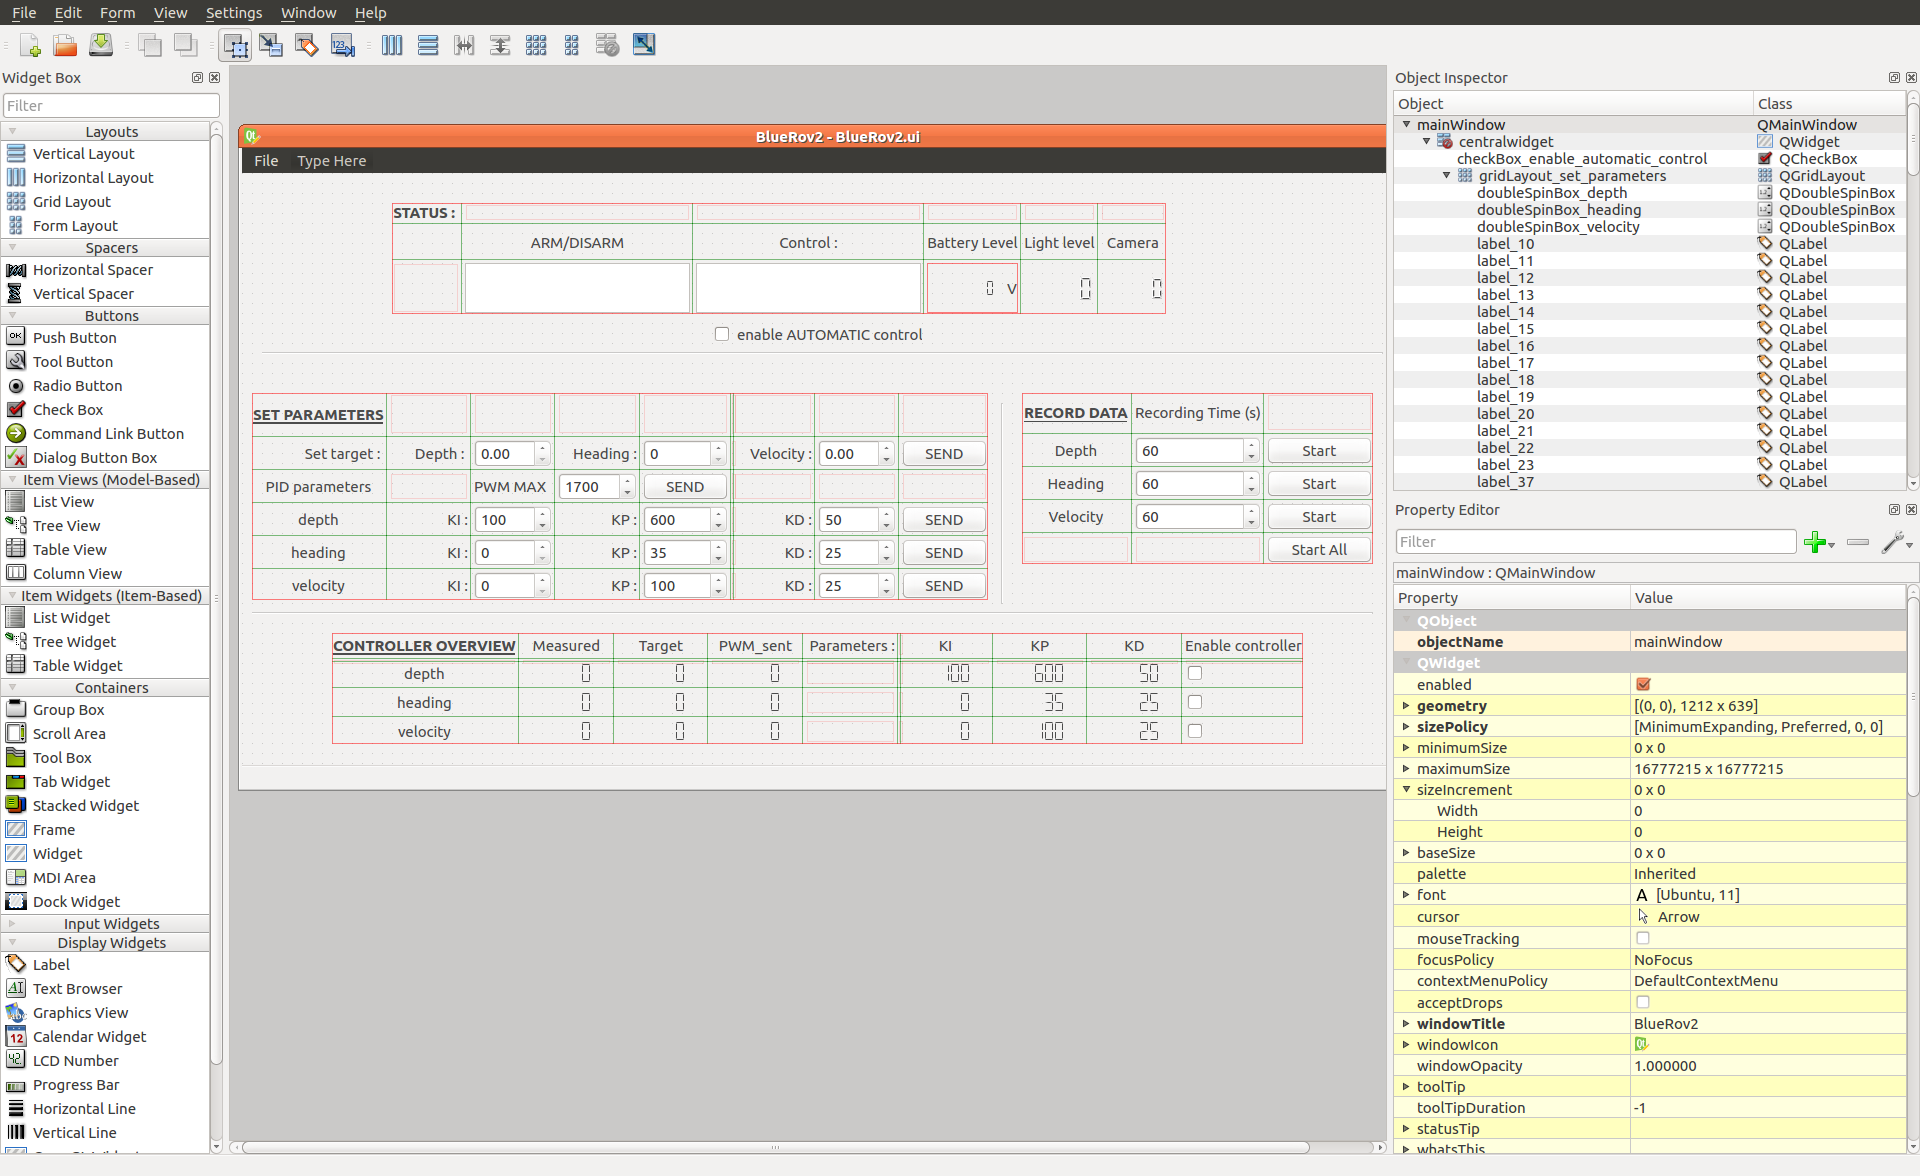 File Edit Form View Settings Window Help
Widget Box
Filter
Layouts
Vertical Layout
Horizontal Layout
Grid Layout
Form Layout
Spacers
Horizontal Spacer
Vertical Spacer
Buttons
Push Button
Tool Button
Radio Button
Check Box
Command Link Button
Dialog Button Box
Item Views (Model-Based)
List View
Tree View
Table View
Column View
Item Widgets (Item-Based)
List Widget
Tree Widget
Table Widget
Containers
Group Box
Scroll Area
Tool Box
Tab Widget
Stacked Widget
Frame
Widget
MDI Area
Dock Widget
Input Widgets
Display Widgets
Label
Text Browser
Graphics View
Calendar Widget
LCD Number
Progress Bar
Horizontal Line
Vertical Line
BlueRov2 - BlueRov2.ui
File Type Here
STATUS :
ARM/DISARM Control : Battery Level Light level Camera
0 V 0 0
enable AUTOMATIC control
SET PARAMETERS
Set target : Depth : 0.00 Heading : 0 Velocity : 0.00 SEND
PID parameters PWM MAX 1700 SEND
depth KI : 100 KP : 600 KD : 50 SEND
heading KI : 0 KP : 35 KD : 25 SEND
velocity KI : 0 KP : 100 KD : 25 SEND
RECORD DATA Recording Time (s)
Depth 60 Start
Heading 60 Start
Velocity 60 Start
Start All
CONTROLLER OVERVIEW Measured Target PWM_sent Parameters : KI KP KD Enable controller
depth 0 0 0 100 600 50
heading 0 0 0 0 35 25
velocity 0 0 0 0 100 25
Object Inspector
Object Class
mainWindow QMainWindow
centralwidget QWidget
checkBox_enable_automatic_control QCheckBox
gridLayout_set_parameters QGridLayout
doubleSpinBox_depth QDoubleSpinBox
doubleSpinBox_heading QDoubleSpinBox
doubleSpinBox_velocity QDoubleSpinBox
label_10 QLabel
label_11 QLabel
label_12 QLabel
label_13 QLabel
label_14 QLabel
label_15 QLabel
label_16 QLabel
label_17 QLabel
label_18 QLabel
label_19 QLabel
label_20 QLabel
label_21 QLabel
label_22 QLabel
label_23 QLabel
label_37 QLabel
Property Editor
Filter
mainWindow : QMainWindow
Property Value
QObject
objectName mainWindow
QWidget
enabled
geometry [(0, 0), 1212 x 639]
sizePolicy [MinimumExpanding, Preferred, 0, 0]
minimumSize 0 x 0
maximumSize 16777215 x 16777215
sizeIncrement 0 x 0
Width 0
Height 0
baseSize 0 x 0
palette Inherited
font A [Ubuntu, 11]
cursor Arrow
mouseTracking
focusPolicy NoFocus
contextMenuPolicy DefaultContextMenu
acceptDrops
windowTitle BlueRov2
windowIcon
windowOpacity 1.000000
toolTip
toolTipDuration -1
statusTip
whatsThis